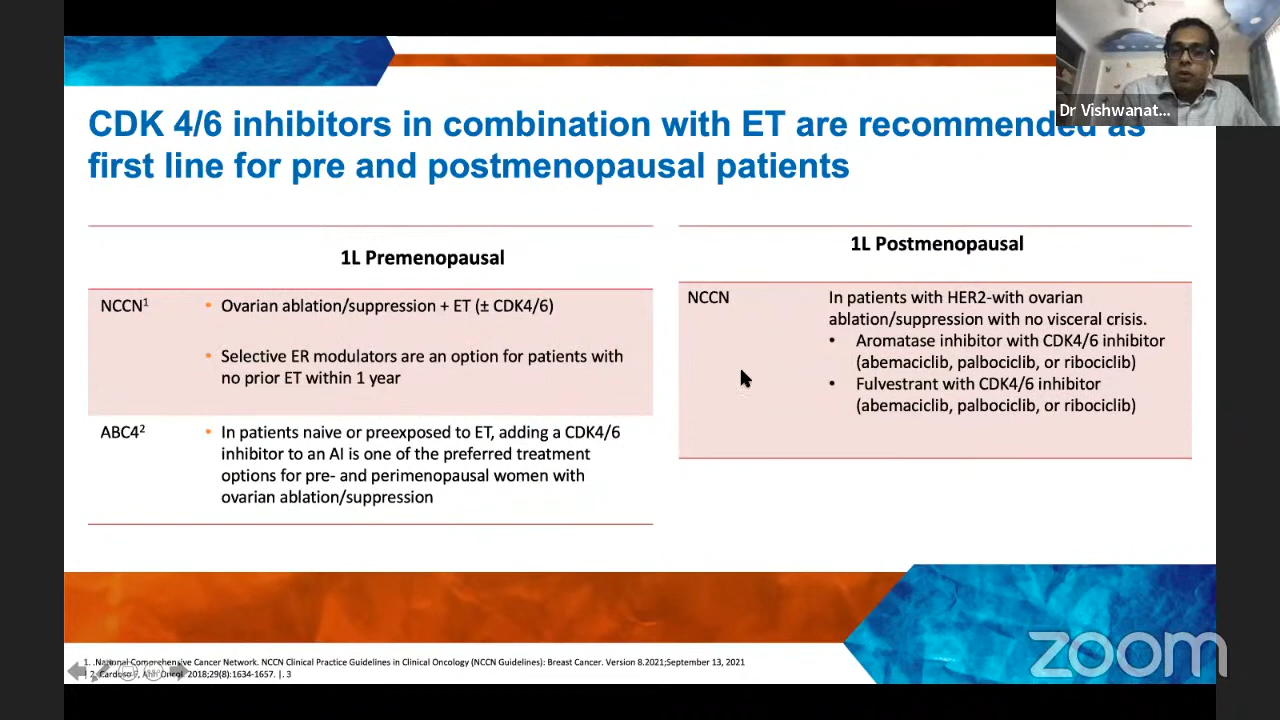 Dr Vishwanat...
CDK 4/6 inhibitors in combination with ET are recommended as
first line for pre and postmenopausal patients
1L Premenopausal
NCCN1
• Ovarian ablation/suppression + ET (± CDK4/6)
• Selective ER modulators are an option for patients with
no prior ET within 1 year
ABC42
• In patients naive or preexposed to ET, adding a CDK4/6
inhibitor to an AI is one of the preferred treatment
options for pre- and perimenopausal women with
ovarian ablation/suppression
1L Postmenopausal
NCCN
In patients with HER2-with ovarian
ablation/suppression with no visceral crisis.
• Aromatase inhibitor with CDK4/6 inhibitor
(abemaciclib, palbociclib, or ribociclib)
• Fulvestrant with CDK4/6 inhibitor
(abemaciclib, palbociclib, or ribociclib)
1. .National Comprehensive Cancer Network. NCCN Clinical Practice Guidelines in Clinical Oncology (NCCN Guidelines): Breast Cancer. Version 8.2021;September 13, 2021
2. Cardoso F, Ann Oncol. 2018;29(8):1634-1657. |. 3
zoom